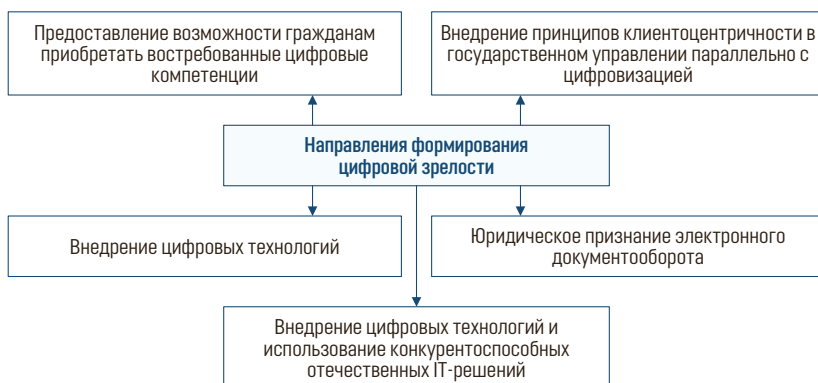 Предоставление возможности гражданам
приобретать востребованные цифровые
компетенции
Внедрение принципов клиентоцентричности в
государственном управлении параллельно с
цифровизацией
Направления формирования
цифровой зрелости
Внедрение цифровых технологий
Юридическое признание электронного
документооборота
Внедрение цифровых технологий и
использование конкурентоспособных
отечественных IT-решений